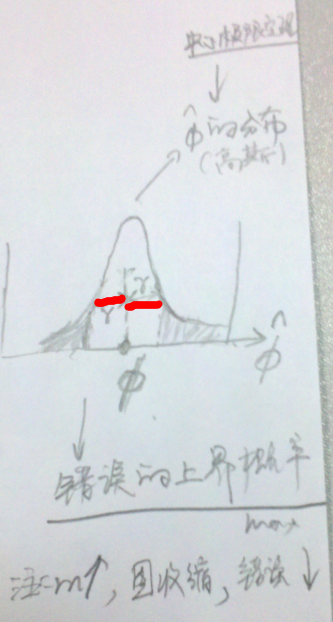 中心极限定理
φ̂的分布
(高斯)
γ γ
φ̂
φ
错误的上界概率
max
注:m↑,图收缩,错误↓